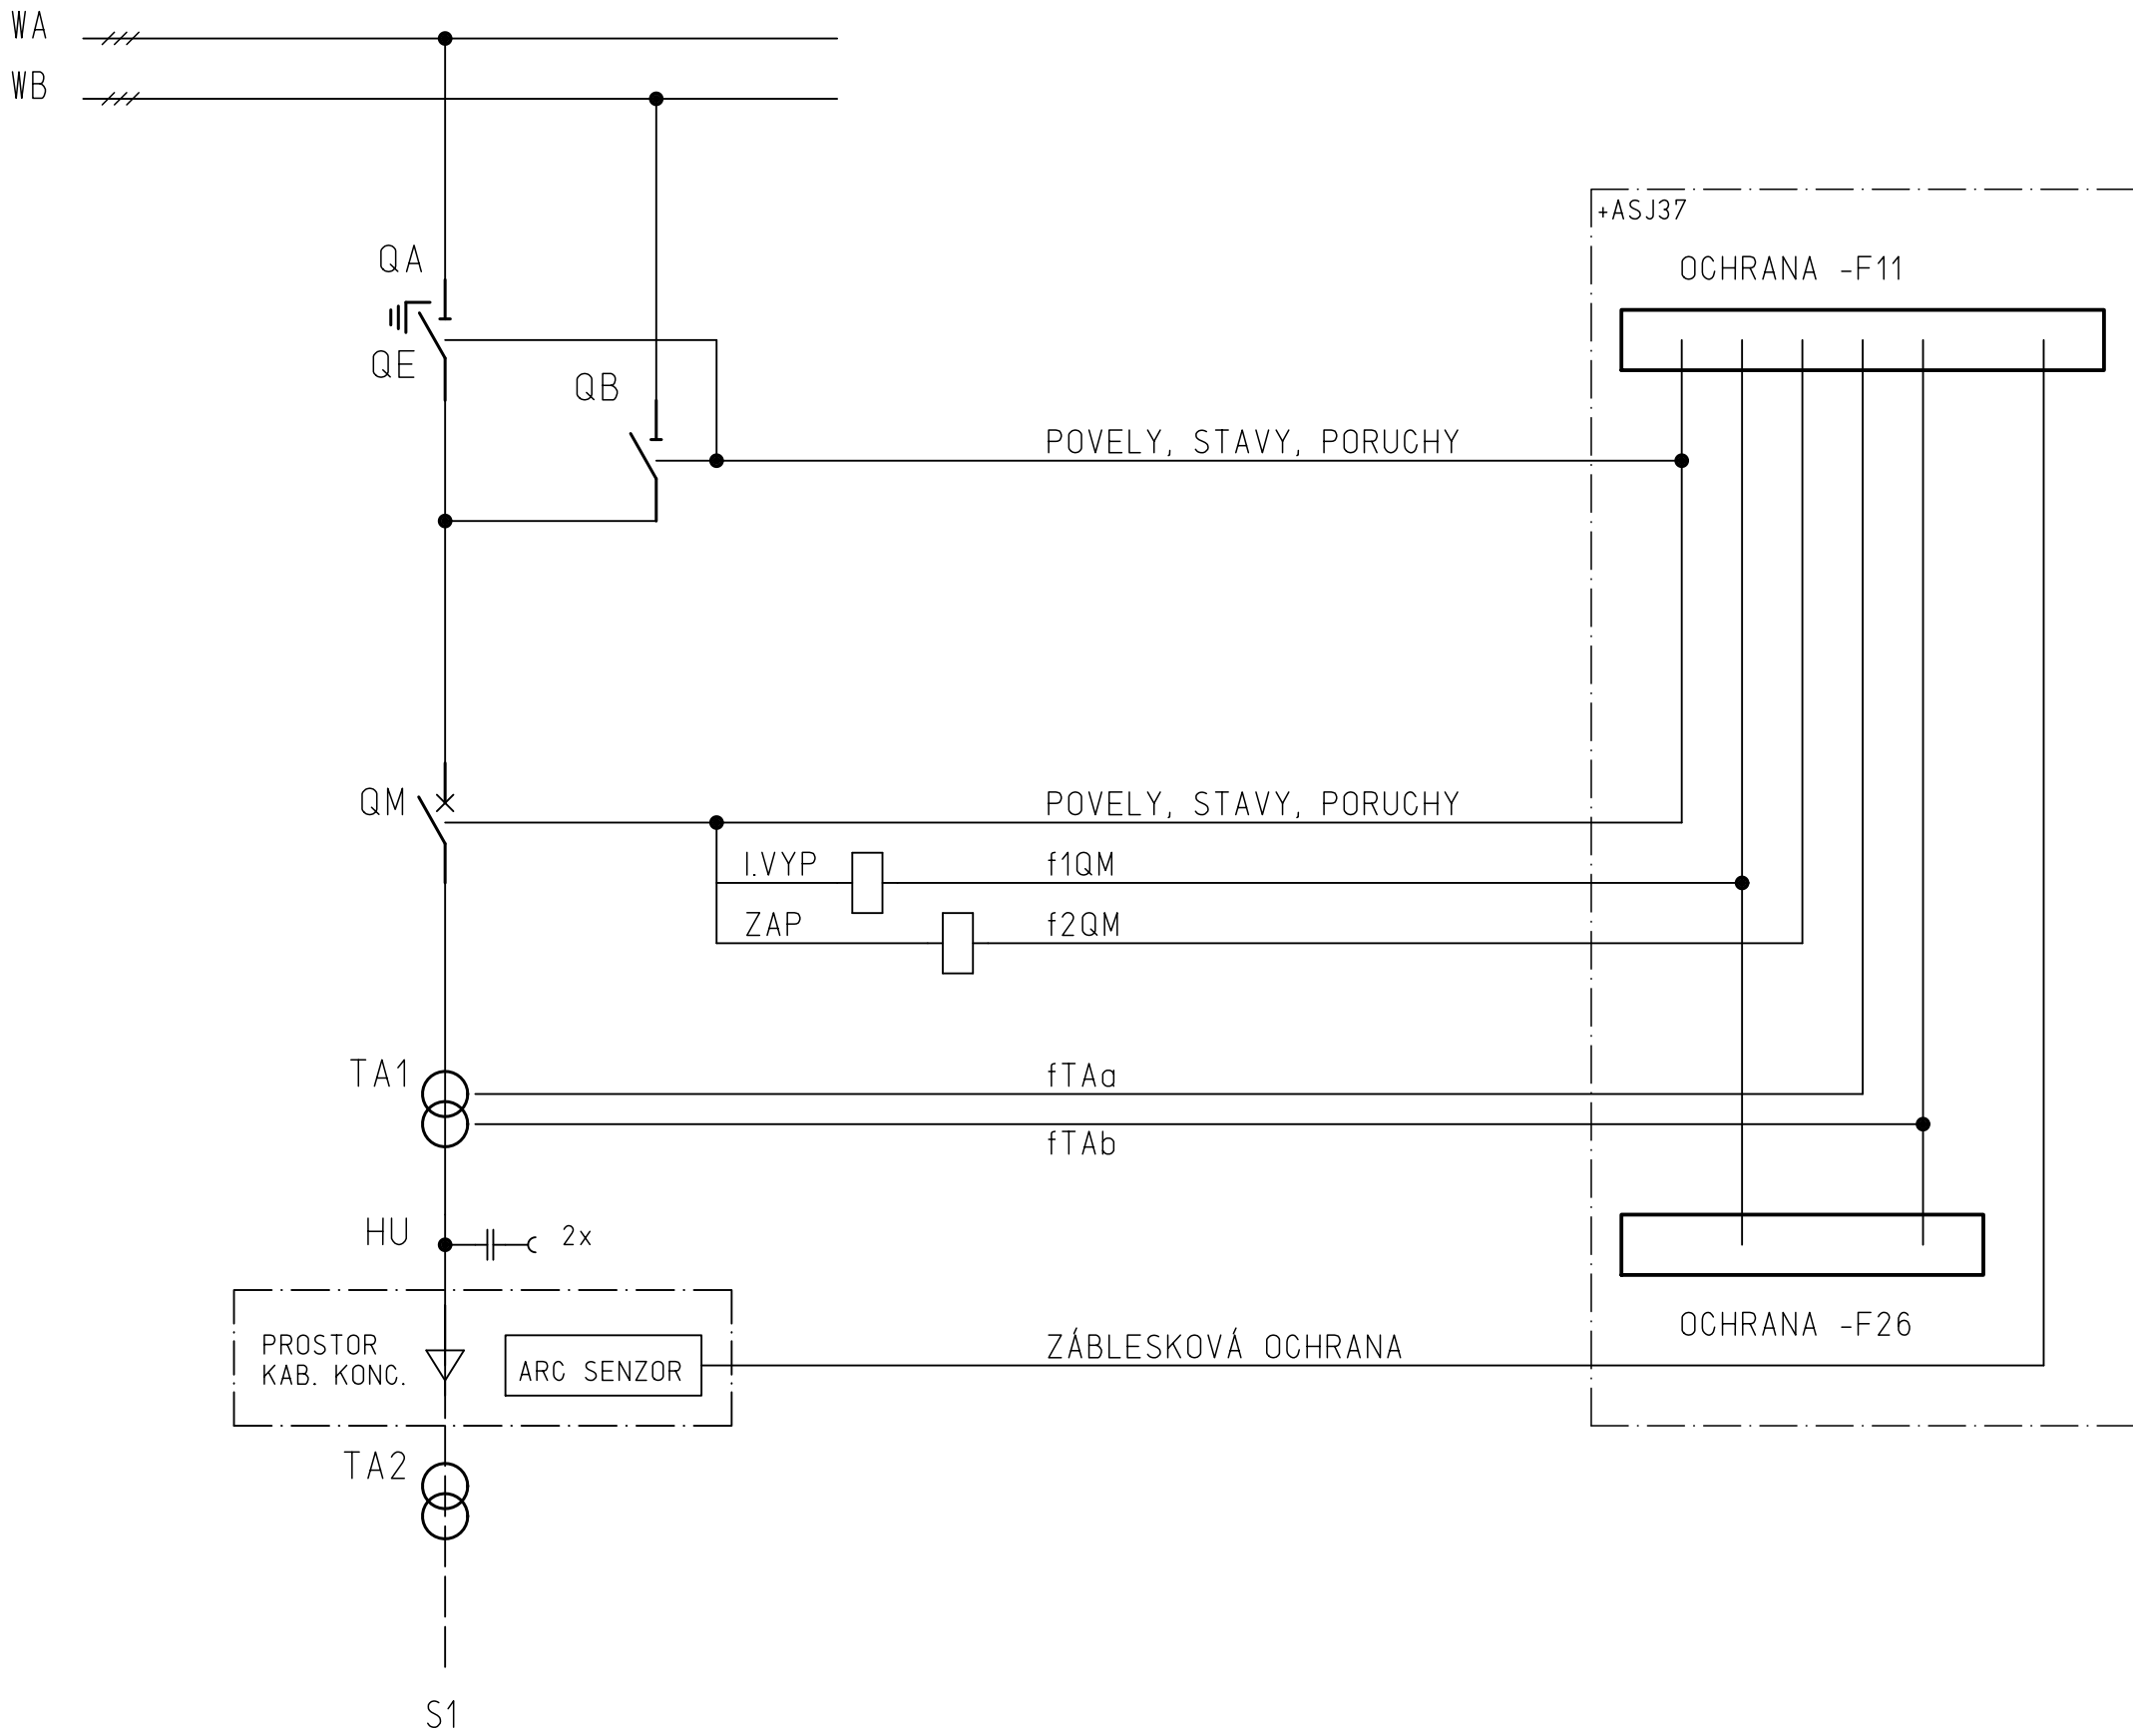 WA
WB
+ASJ37
QA
OCHRANA -F11
QE
QB
POVELY, STAVY, PORUCHY
QM
POVELY, STAVY, PORUCHY
I.VYP
f1QM
ZAP
f2QM
TA1
fTAa
fTAb
HU
2x
OCHRANA -F26
PROSTOR
KAB. KONC.
ARC SENZOR
ZÁBLESKOVÁ OCHRANA
TA2
S1